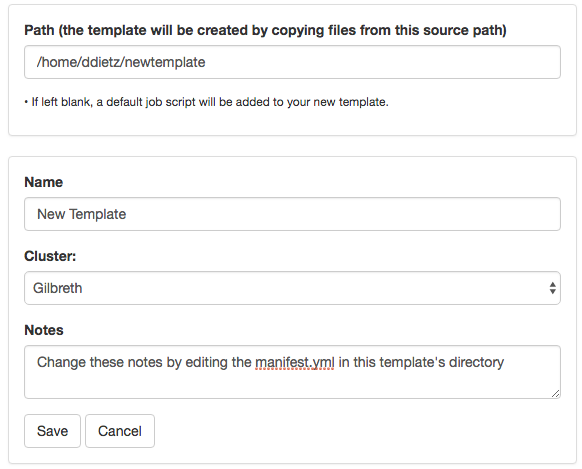 Path (the template will be created by copying files from this source path)
/home/ddietz/newtemplate
• If left blank, a default job script will be added to your new template.
Name
New Template
Cluster:
Gilbreth
Notes
Change these notes by editing the manifest.yml in this template's directory
Save Cancel